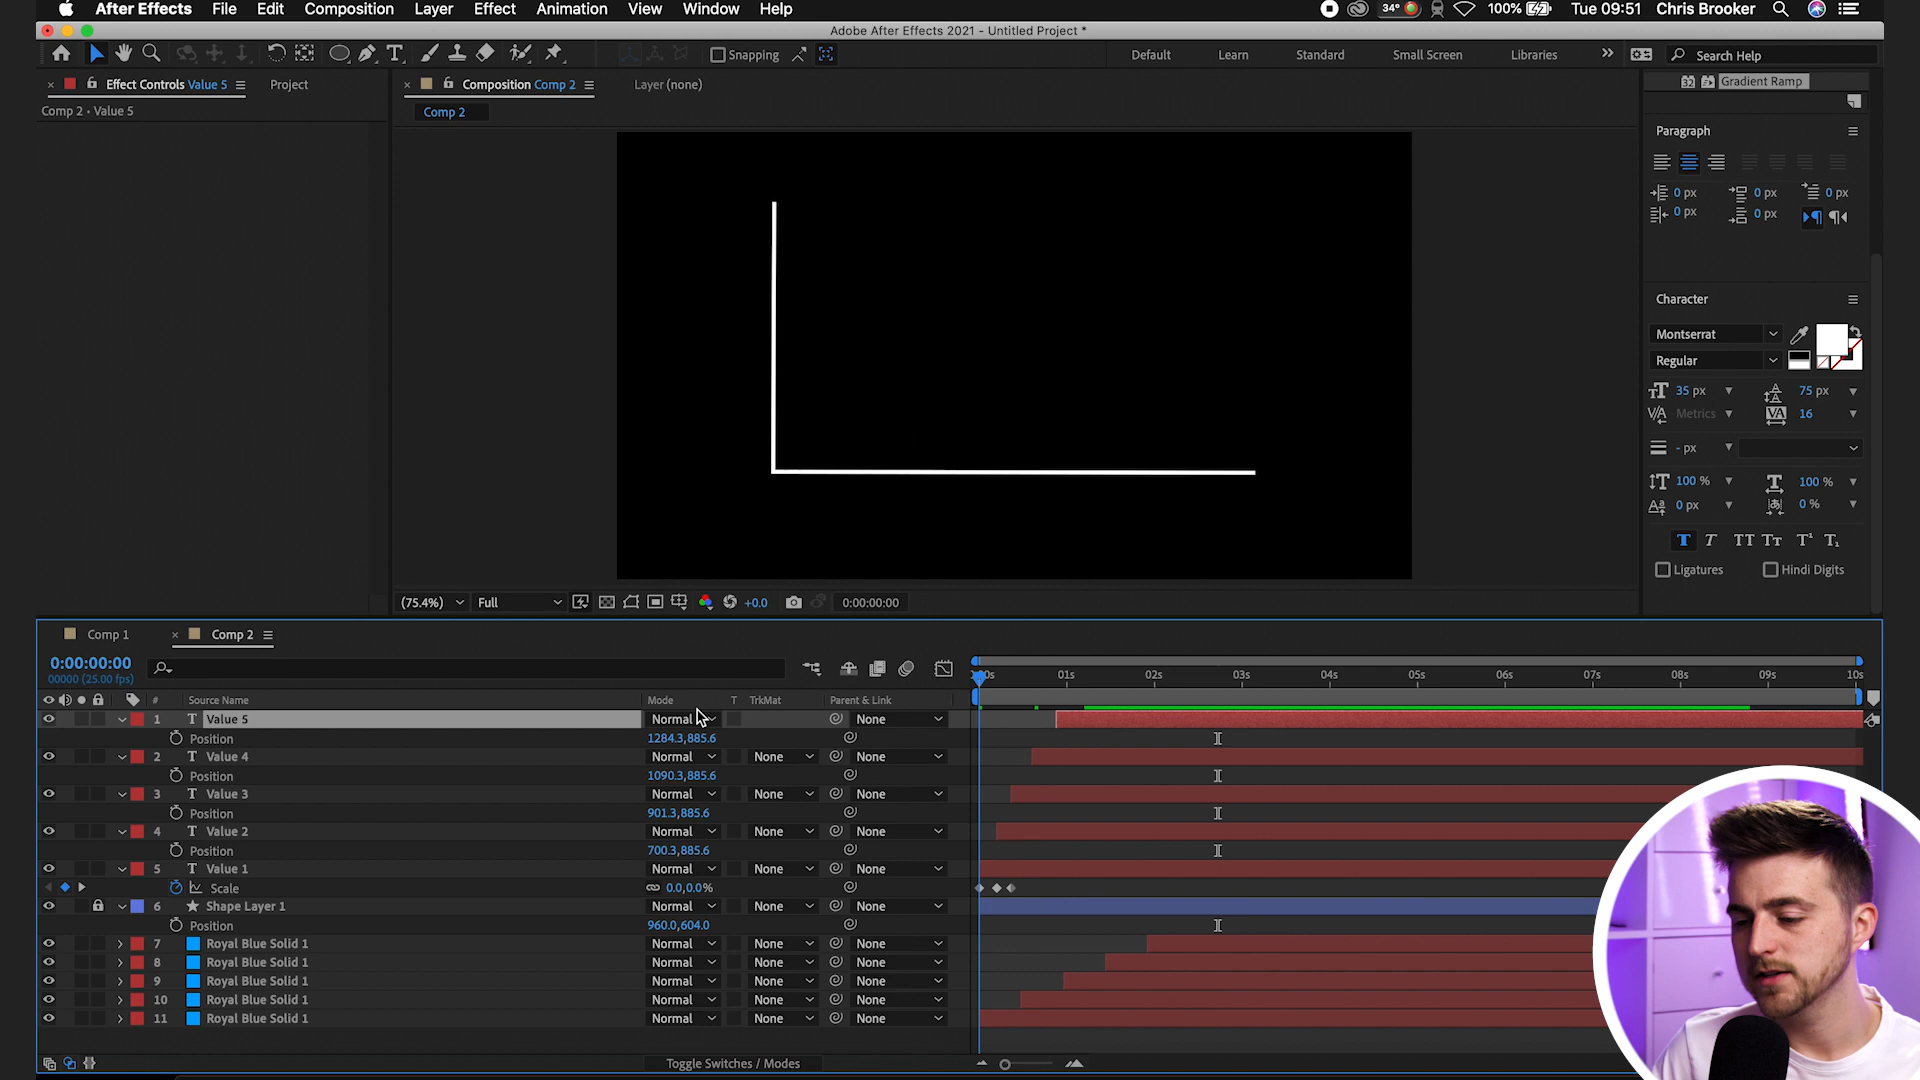 After Effects File Edit Composition Layer Effect Animation View Window Help 34° 100% Tue 09:51 Chris Brooker
Adobe After Effects 2021 - Untitled Project *
Snapping Default Learn Standard Small Screen Libraries Search Help
Effect Controls Value 5 Project Composition Comp 2 Layer (none) 32 Gradient Ramp
Comp 2 • Value 5 Comp 2
Paragraph
0 px 0 px 0 px
0 px 0 px
Character
Montserrat
Regular
35 px 75 px
Metrics 16
- px
100 % 100 %
0 px 0 %
T T TT Tt T¹ T₁
Ligatures Hindi Digits
(75.4%) Full +0.0 0:00:00:00
Comp 1 Comp 2
0:00:00:00
00000 (25.00 fps)
01s 02s 03s 04s 05s 06s 07s 08s 09s 10s
# Source Name Mode T TrkMat Parent & Link
1 T Value 5 Normal None
Position 1284.3,885.6
2 T Value 4 Normal None None
Position 1090.3,885.6
3 T Value 3 Normal None None
Position 901.3,885.6
4 T Value 2 Normal None None
Position 700.3,885.6
5 T Value 1 Normal None None
Scale 0.0,0.0%
6 Shape Layer 1 Normal None None
Position 960.0,604.0
7 Royal Blue Solid 1 Normal None None
8 Royal Blue Solid 1 Normal None None
9 Royal Blue Solid 1 Normal None None
10 Royal Blue Solid 1 Normal None None
11 Royal Blue Solid 1 Normal None None
Toggle Switches / Modes